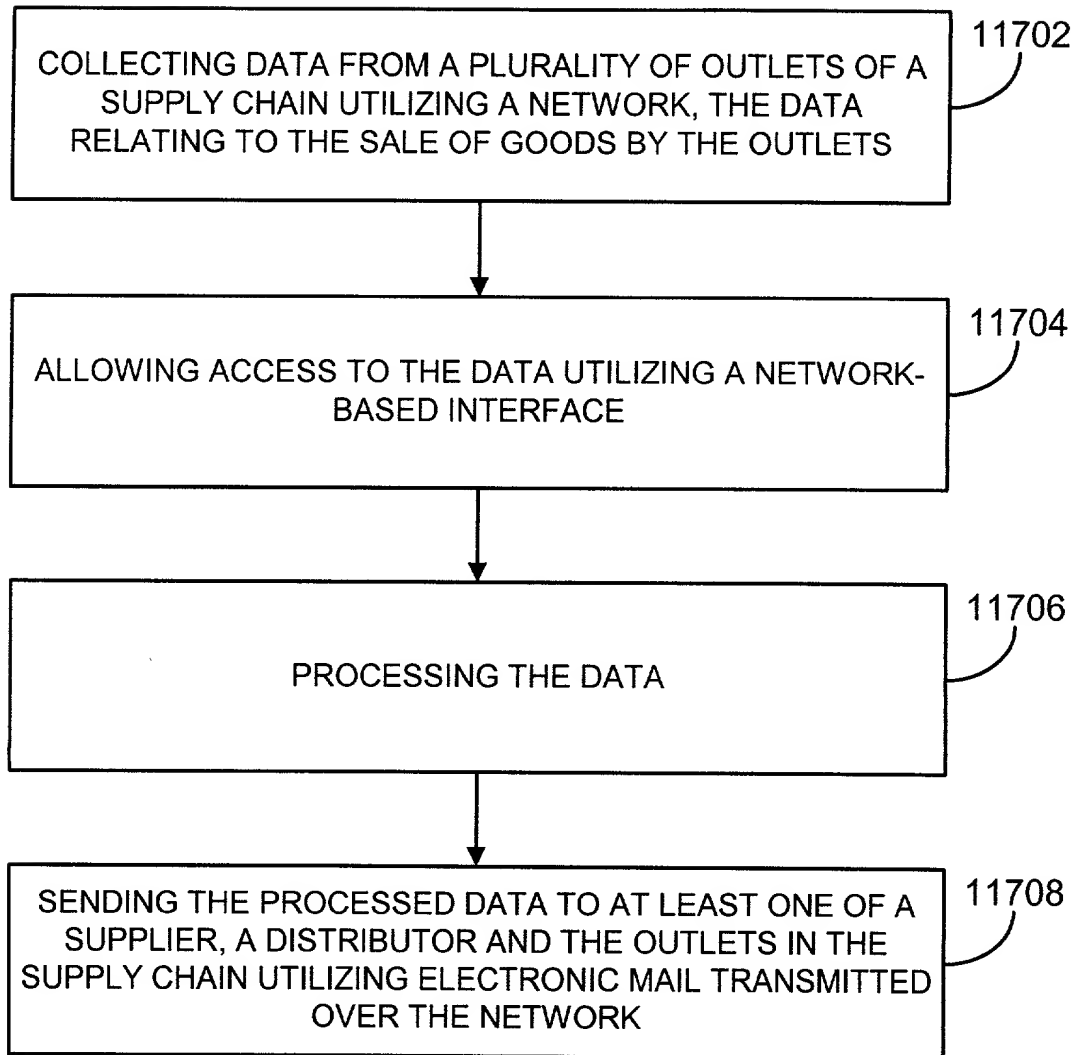 11702
COLLECTING DATA FROM A PLURALITY OF OUTLETS OF A
SUPPLY CHAIN UTILIZING A NETWORK, THE DATA
RELATING TO THE SALE OF GOODS BY THE OUTLETS
11704
ALLOWING ACCESS TO THE DATA UTILIZING A NETWORK-
BASED INTERFACE
11706
PROCESSING THE DATA
11708
SENDING THE PROCESSED DATA TO AT LEAST ONE OF A
SUPPLIER, A DISTRIBUTOR AND THE OUTLETS IN THE
SUPPLY CHAIN UTILIZING ELECTRONIC MAIL TRANSMITTED
OVER THE NETWORK